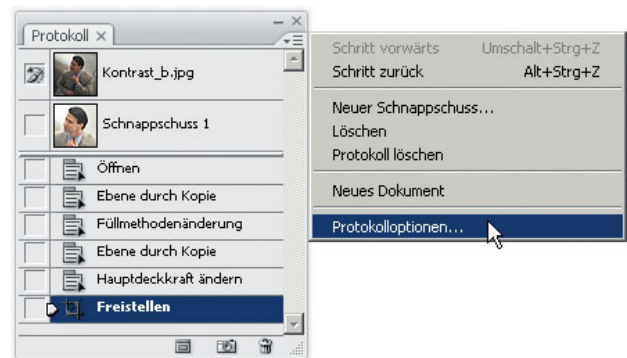 Protokoll ×
Kontrast_b.jpg
Schnappschuss 1
Öffnen
Ebene durch Kopie
Füllmethodenänderung
Ebene durch Kopie
Hauptdeckkraft ändern
Freistellen
Schritt vorwärts Umschalt+Strg+Z
Schritt zurück Alt+Strg+Z
Neuer Schnappschuss...
Löschen
Protokoll löschen
Neues Dokument
Protokolloptionen...